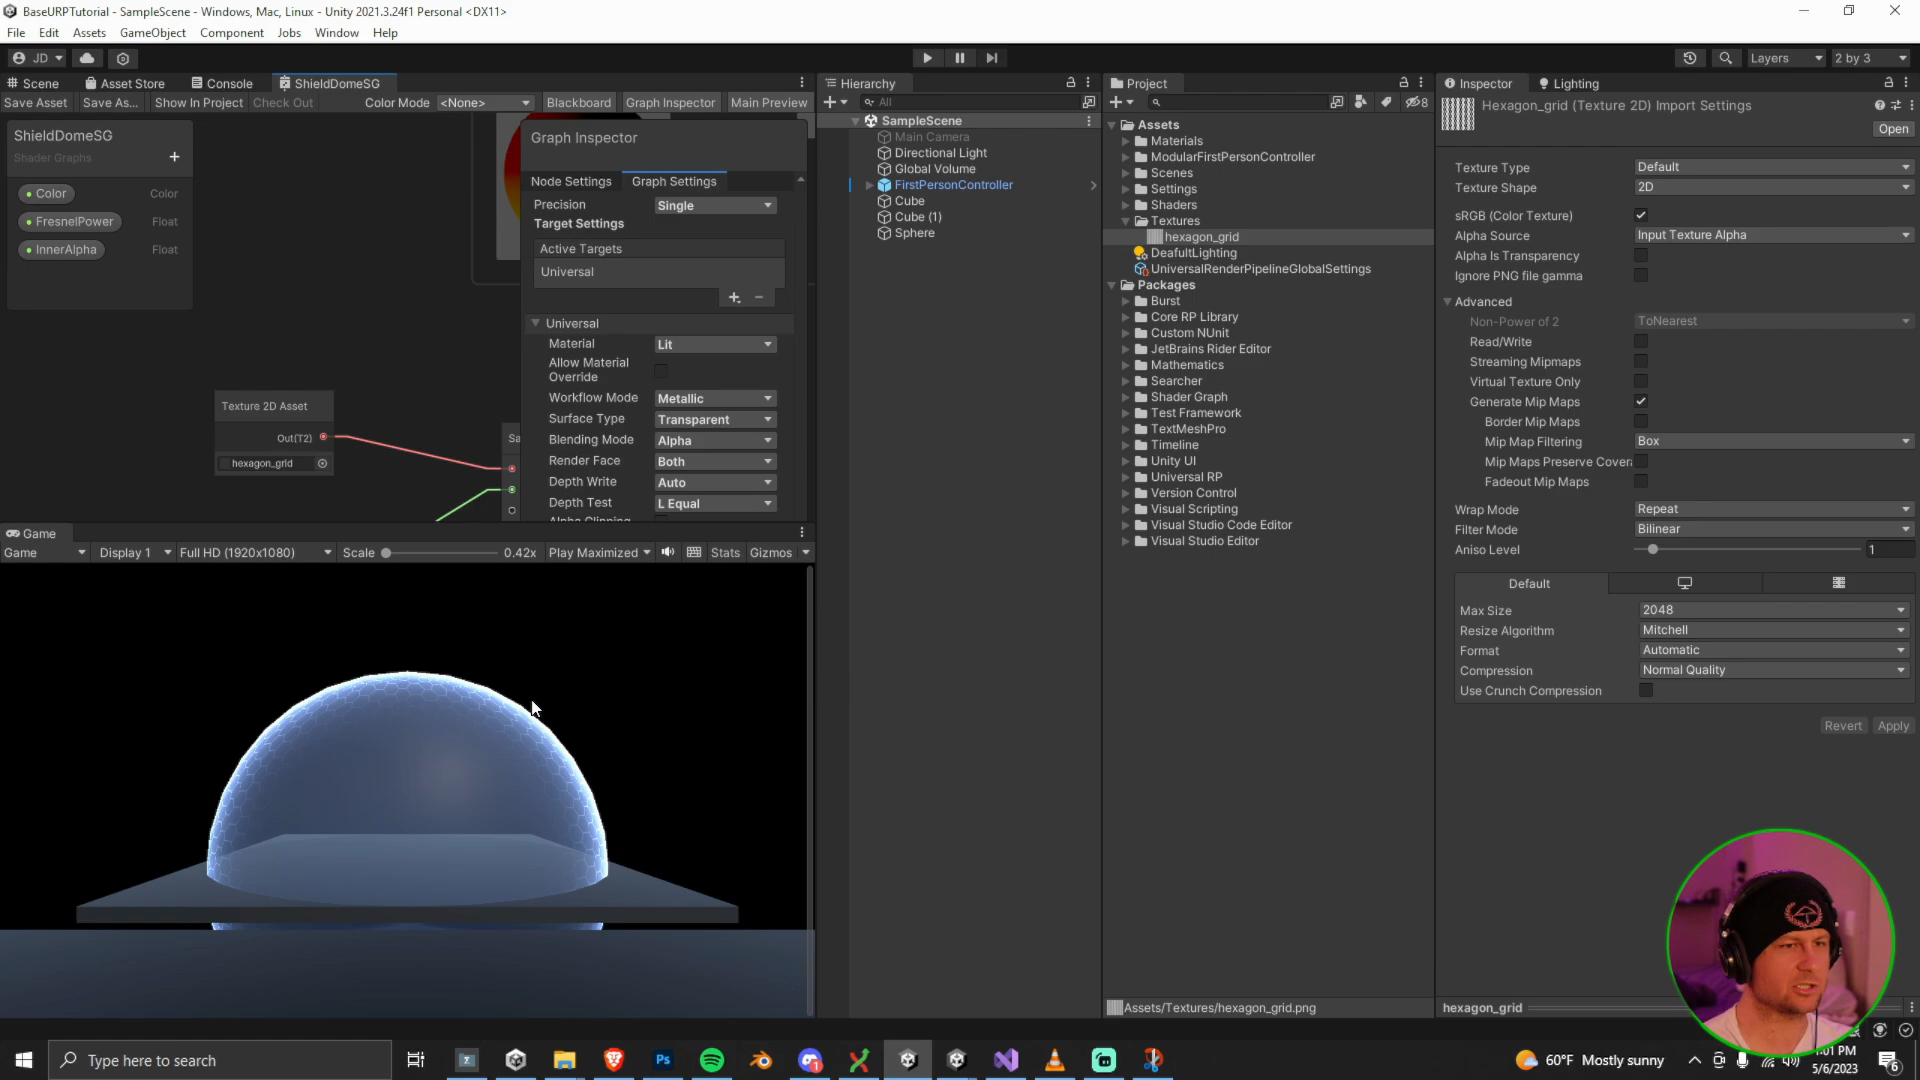 BaseURPTutorial - SampleScene - Windows, Mac, Linux - Unity 2021.3.24f1 Personal <DX11>
File Edit Assets GameObject Component Jobs Window Help
JD Layers 2 by 3
Scene Asset Store Console ShieldDomeSG
Save Asset Save As... Show In Project Check Out Color Mode <None> Blackboard Graph Inspector Main Preview
ShieldDomeSG
Shader Graphs
Color Color
FresnelPower Float
InnerAlpha Float
Texture 2D Asset
Out(T2)
hexagon_grid
Sa
Graph Inspector
Node Settings Graph Settings
Precision Single
Target Settings
Active Targets
Universal
Universal
Material Lit
Allow Material
Override
Workflow Mode Metallic
Surface Type Transparent
Blending Mode Alpha
Render Face Both
Depth Write Auto
Depth Test L Equal
Alpha Clipping
Game
Game Display 1 Full HD (1920x1080) Scale 0.42x Play Maximized Stats Gizmos
Hierarchy
All
SampleScene
Main Camera
Directional Light
Global Volume
FirstPersonController
Cube
Cube (1)
Sphere
Project
8
Assets
Materials
ModularFirstPersonController
Scenes
Settings
Shaders
Textures
hexagon_grid
DeafultLighting
UniversalRenderPipelineGlobalSettings
Packages
Burst
Core RP Library
Custom NUnit
JetBrains Rider Editor
Mathematics
Searcher
Shader Graph
Test Framework
TextMeshPro
Timeline
Unity UI
Universal RP
Version Control
Visual Scripting
Visual Studio Code Editor
Visual Studio Editor
Assets/Textures/hexagon_grid.png
Inspector Lighting
Hexagon_grid (Texture 2D) Import Settings
Open
Texture Type Default
Texture Shape 2D
sRGB (Color Texture)
Alpha Source Input Texture Alpha
Alpha Is Transparency
Ignore PNG file gamma
Advanced
Non-Power of 2 ToNearest
Read/Write
Streaming Mipmaps
Virtual Texture Only
Generate Mip Maps
Border Mip Maps
Mip Map Filtering Box
Mip Maps Preserve Covera
Fadeout Mip Maps
Wrap Mode Repeat
Filter Mode Bilinear
Aniso Level 1
Default
Max Size 2048
Resize Algorithm Mitchell
Format Automatic
Compression Normal Quality
Use Crunch Compression
Revert Apply
hexagon_grid
Type here to search
60°F Mostly sunny
:01 PM
5/6/2023
6